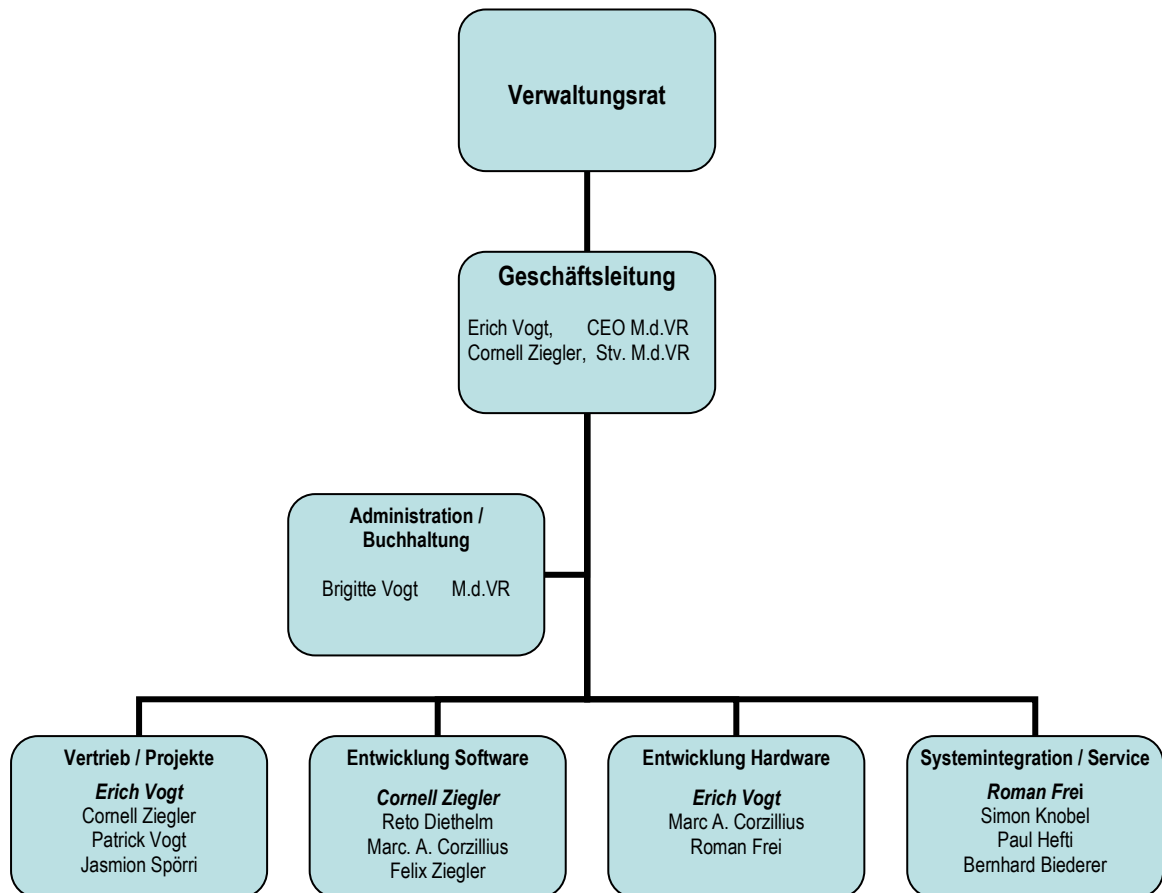 Verwaltungsrat
Geschäftsleitung
Erich Vogt, CEO M.d.VR
Cornell Ziegler, Stv. M.d.VR
Administration /
Buchhaltung
Brigitte Vogt M.d.VR
Vertrieb / Projekte
Erich Vogt
Cornell Ziegler
Patrick Vogt
Jasmion Spörri
Entwicklung Software
Cornell Ziegler
Reto Diethelm
Marc. A. Corzillius
Felix Ziegler
Entwicklung Hardware
Erich Vogt
Marc A. Corzillius
Roman Frei
Systemintegration / Service
Roman Frei
Simon Knobel
Paul Hefti
Bernhard Biederer